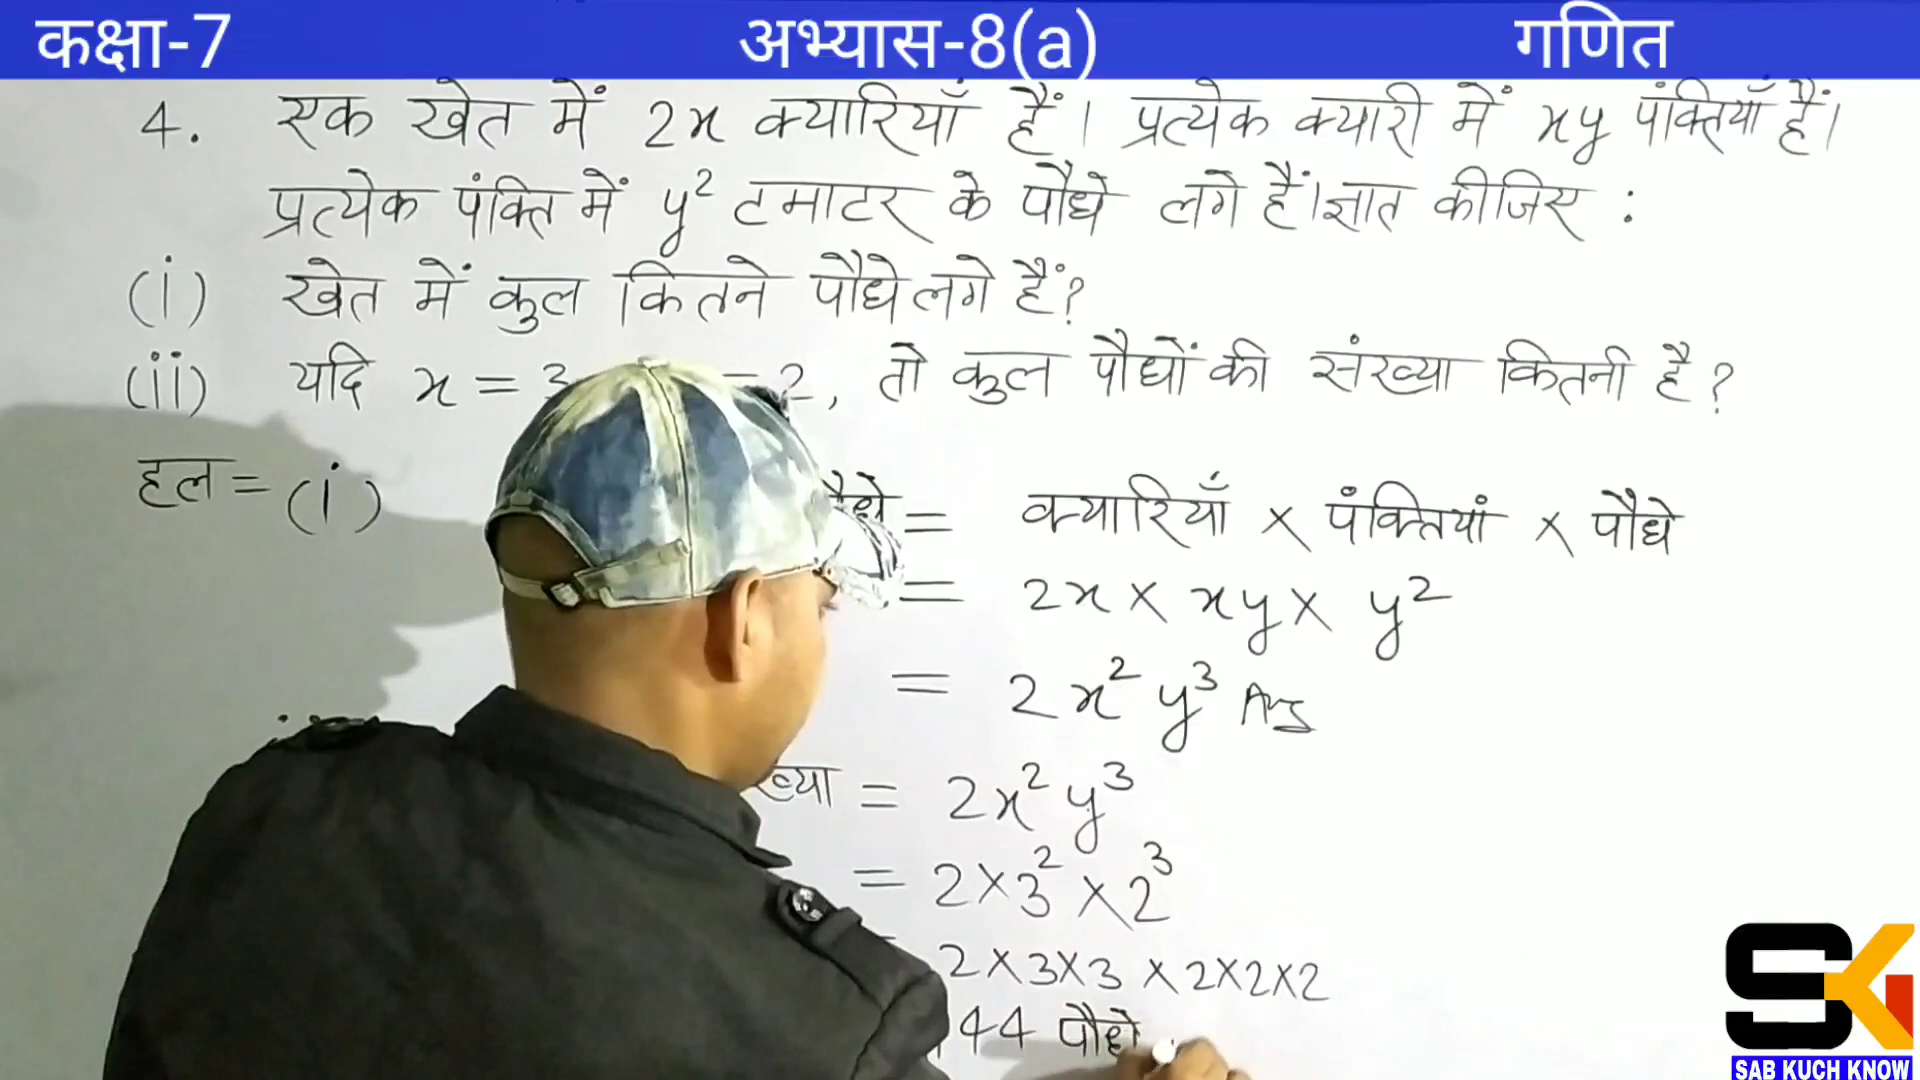 कक्षा-7 अभ्यास-8(a) गणित
4. एक खेत में 2x क्यारियाँ हैं। प्रत्येक क्यारी में xy पंक्तियाँ हैं।
प्रत्येक पंक्ति में y² टमाटर के पौधे लगे हैं। ज्ञात कीजिए :
(i) खेत में कुल कितने पौधे लगे हैं?
(ii) यदि x = 3 = 2, तो कुल पौधों की संख्या कितनी है?
हल = (i) = क्यारियाँ × पंक्तियां × पौधे
= 2x × xy × y²
= 2x²y³ Ans
= 2x²y³
= 2×3²×2³
2×3×3×2×2×2
144 पौधे
SK
SAB KUCH KNOW